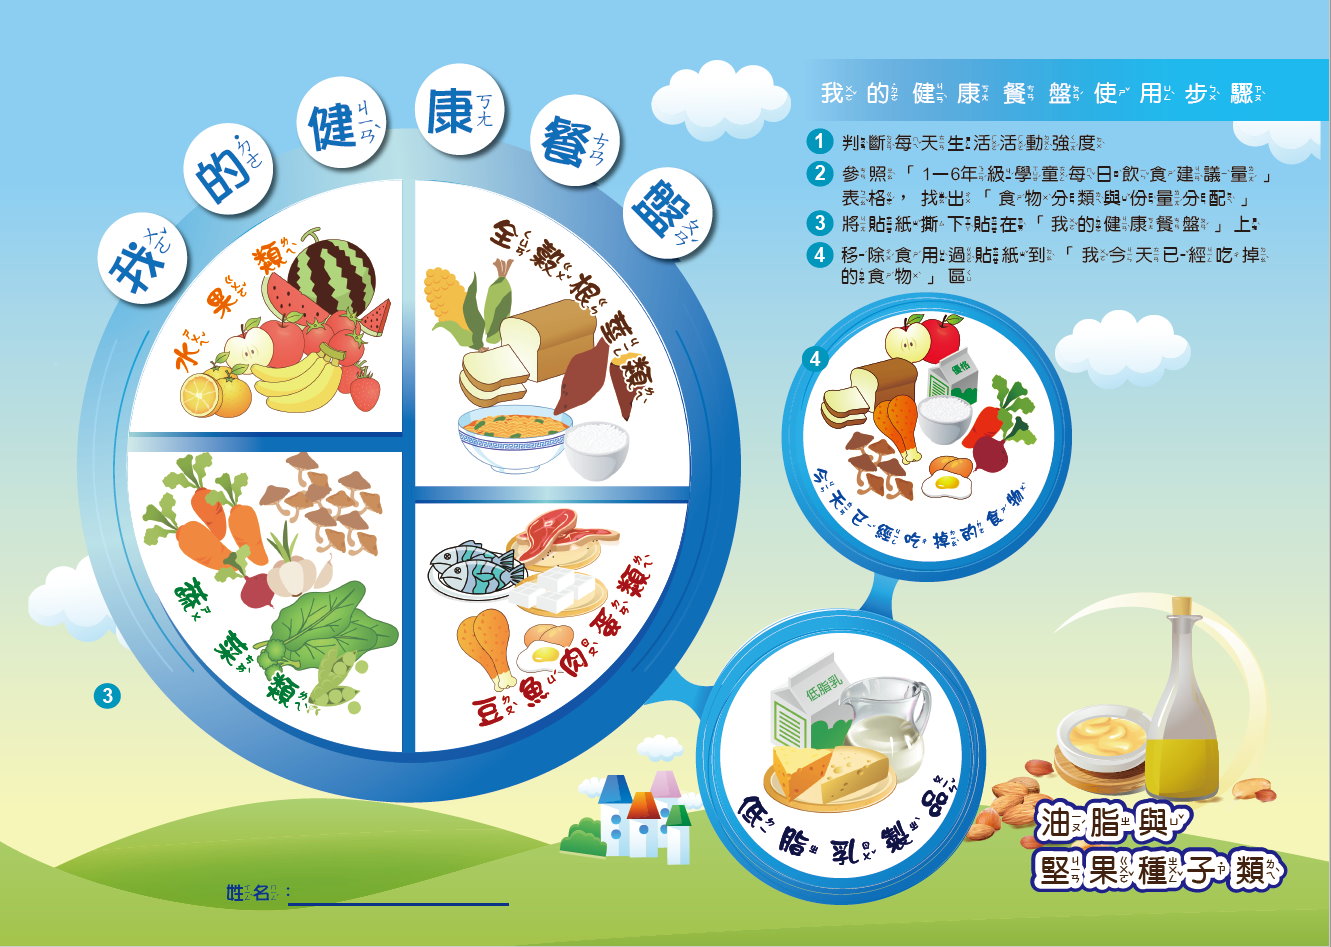 我的健康餐盤
我的健康餐盤使用步驟
1 判斷每天生活活動強度
2 參照「1—6年級學童每日飲食建議量」
表格，找出「食物分類與份量分配」
3 將貼紙撕下貼在「我的健康餐盤」上
4 移除食用過貼紙到「我今天已經吃掉
的食物」區
水果類
全穀根莖類
蔬菜類
豆魚肉蛋類
3
4
優格
今天已經吃掉的食物
低脂乳
低脂乳製品
油脂與
堅果種子類
姓名：